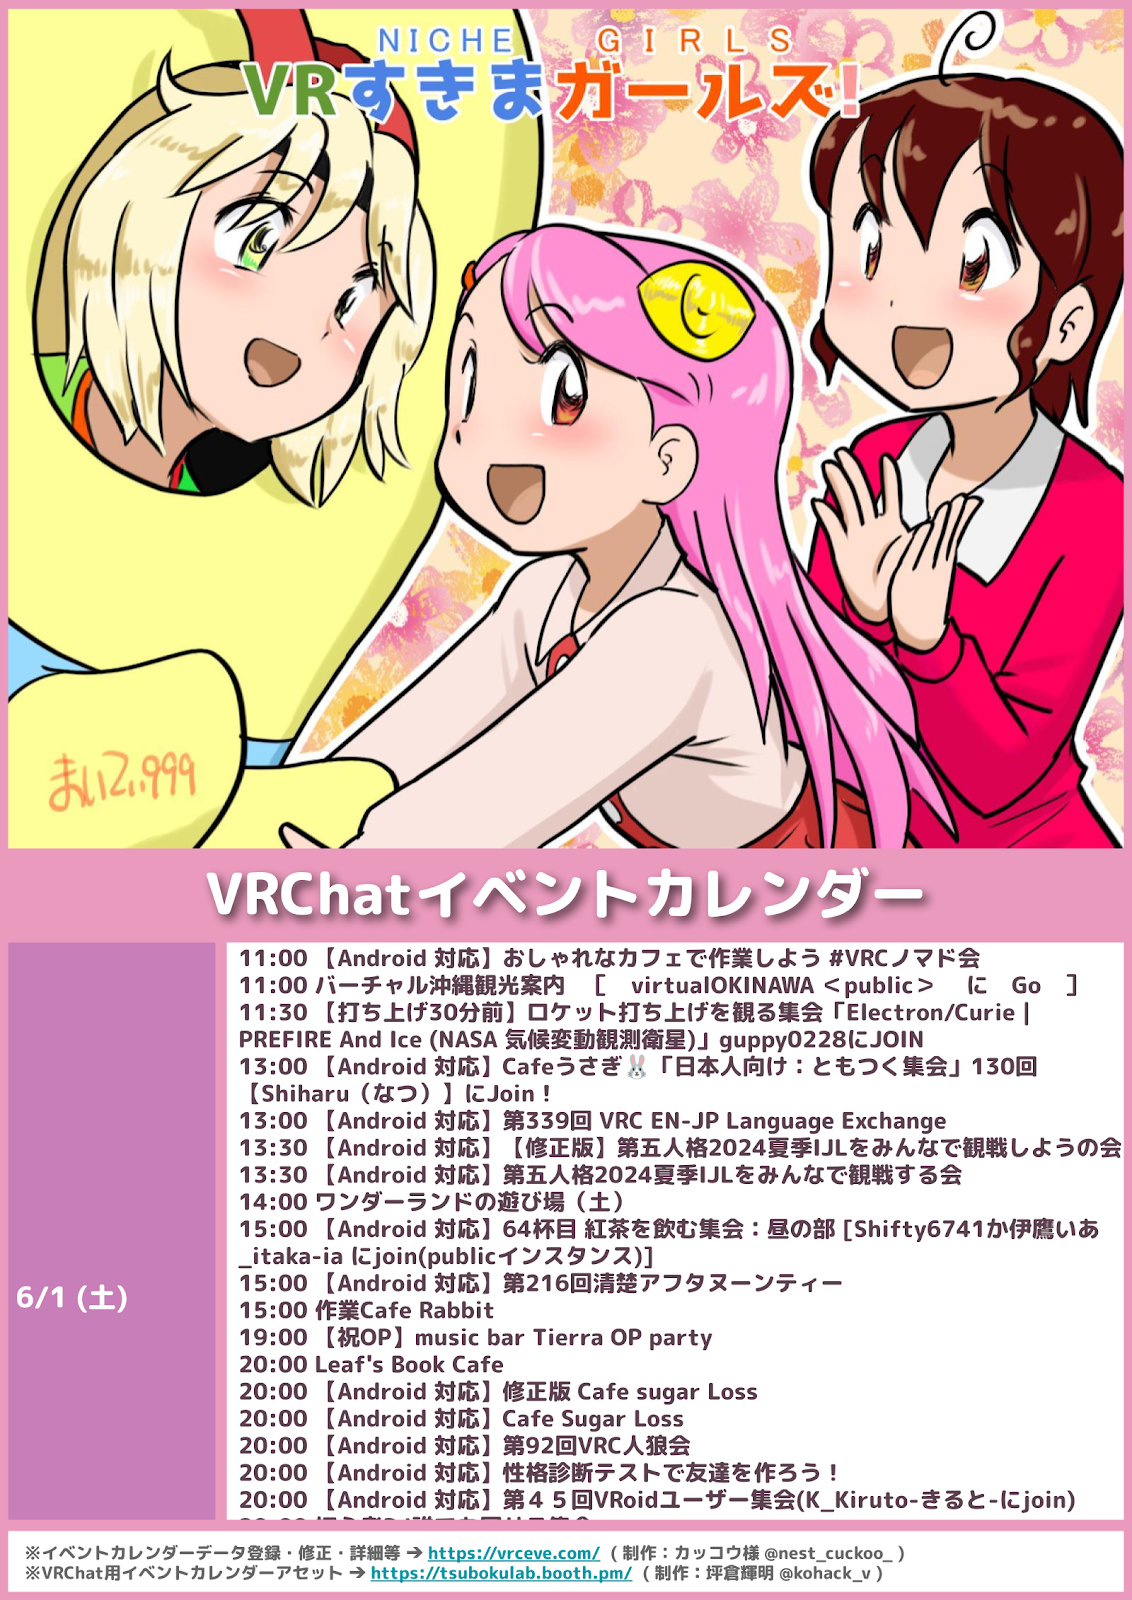 NICHE GIRLS
VRすきまガールズ!
まいてぃ999
VRChatイベントカレンダー
6/1 (土)
11:00 【Android 対応】おしゃれなカフェで作業しよう #VRCノマド会
11:00 バーチャル沖縄観光案内　［　virtualOKINAWA ＜public＞　に　Go　］
11:30 【打ち上げ30分前】ロケット打ち上げを観る集会「Electron/Curie |
PREFIRE And Ice (NASA 気候変動観測衛星)」guppy0228にJOIN
13:00 【Android 対応】Cafeうさぎ🐰「日本人向け：ともつく集会」130回
【Shiharu（なつ）】にJoin！
13:00 【Android 対応】第339回 VRC EN-JP Language Exchange
13:30 【Android 対応】【修正版】第五人格2024夏季IJLをみんなで観戦しようの会
13:30 【Android 対応】第五人格2024夏季IJLをみんなで観戦する会
14:00 ワンダーランドの遊び場（土）
15:00 【Android 対応】64杯目 紅茶を飲む集会：昼の部 [Shifty6741か伊鷹いあ
_itaka-ia にjoin(publicインスタンス)]
15:00 【Android 対応】第216回清楚アフタヌーンティー
15:00 作業Cafe Rabbit
19:00 【祝OP】music bar Tierra OP party
20:00 Leaf's Book Cafe
20:00 【Android 対応】修正版 Cafe sugar Loss
20:00 【Android 対応】Cafe Sugar Loss
20:00 【Android 対応】第92回VRC人狼会
20:00 【Android 対応】性格診断テストで友達を作ろう！
20:00 【Android 対応】第４５回VRoidユーザー集会(K_Kiruto-きると-にjoin)
※イベントカレンダーデータ登録・修正・詳細等 ➔ https://vrceve.com/ ( 制作：カッコウ様 @nest_cuckoo_ )
※VRChat用イベントカレンダーアセット ➔ https://tsubokulab.booth.pm/ ( 制作：坪倉輝明 @kohack_v )